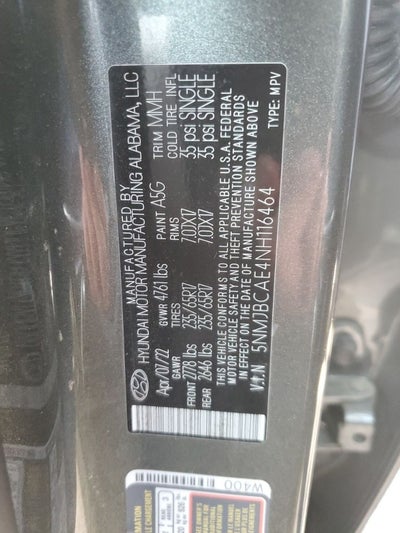 MANUFACTURED BY
HYUNDAI MOTOR MANUFACTURING ALABAMA, LLC
Apr/07/22 GVWR 4761 lbs PAINT A5G TRIM MMH
GAWR TIRES RIMS COLD TIRE INFL
FRONT 2778 lbs 235/65R17 7.0DX17 35 psi SINGLE
REAR 2646 lbs 235/65R17 7.0DX17 35 psi SINGLE
THIS VEHICLE CONFORMS TO ALL APPLICABLE U.S.A. FEDERAL
MOTOR VEHICLE SAFETY AND THEFT PREVENTION STANDARDS
IN EFFECT ON THE DATE OF MANUFACTURE SHOWN ABOVE
V.I.N 5NMJBCAE4NH116464 TYPE: MPV
W400